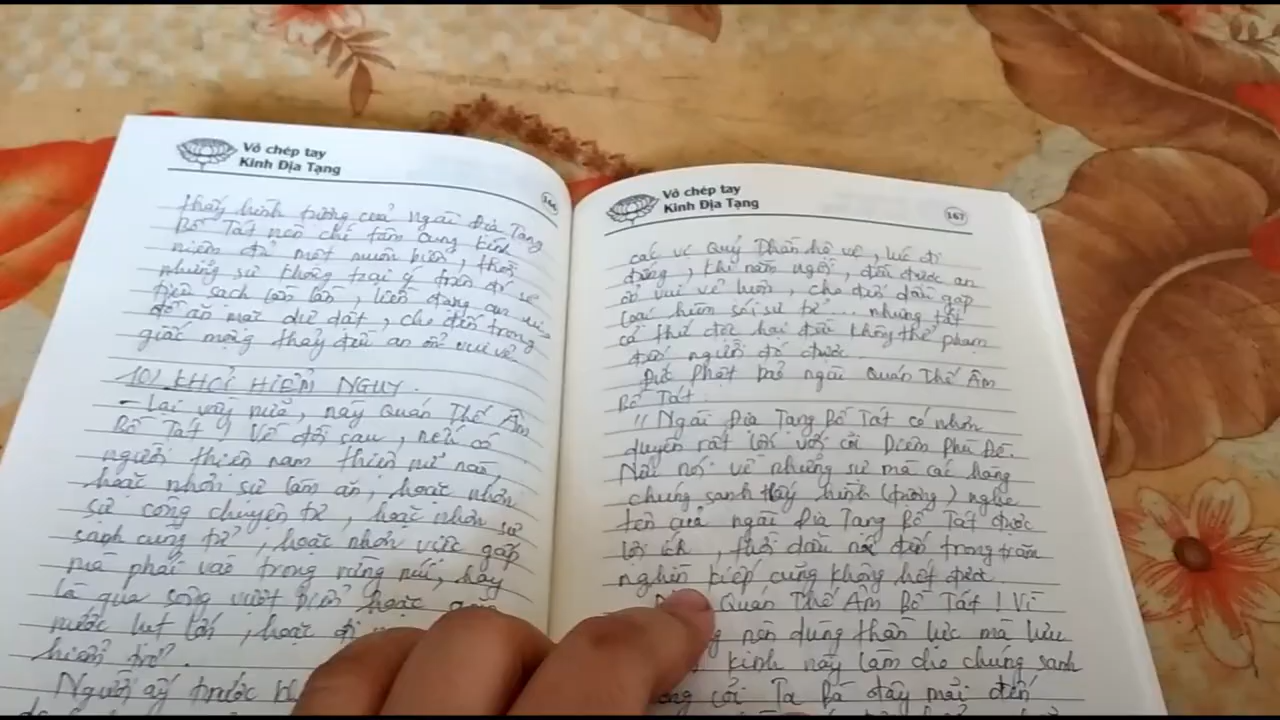 Vở chép tay
Kinh Địa Tạng
166
thấy hình tượng của Ngài Địa Tạng
Bồ Tát nên chí tâm cung kính
niệm đủ một muôn biến, thời
những sự không toại ý trên đó sẽ
tiêu sạch lần lần, liền đặng an vui
đồ ăn mặc dư dật, cho đến trong
giấc mộng thảy đều an ổn vui vẻ
10/ KHỎI HIỂM NGUY.
- Lại vầy nữa, này Quán Thế Âm
Bồ Tát! Về đời sau, nếu có
người thiện nam thiện nữ nào
hoặc nhơn sự làm ăn, hoặc nhơn
sự công chuyện tư, hoặc nhơn sự
sanh cùng tử, hoặc nhơn việc gấp
mà phải vào trong rừng núi, hay
là qua sông vượt biển hoặc
nước lụt lớn, hoặc đi
hiểm trở.
Người ấy trước
Vở chép tay
Kinh Địa Tạng
167
các vị Quỷ Thần hộ vệ, lúc đi
đứng, khi nằm ngồi, đều được an
ổn vui vẻ luôn, cho đến dầu gặp
loài hùm sói sư tử... những tất
cả thứ độc hại đều không thể phạm
đến người đó được
Đức Phật bảo ngài Quán Thế Âm
Bồ Tát.
"Ngài Địa Tạng Bồ Tát có nhơn
duyên rất lớn với cõi Diêm Phù Đề.
Nếu nói về những sự mà các hàng
chúng sanh thấy hình (tượng) nghe
tên của ngài Địa Tạng Bồ Tát được
lợi ích, thời dầu nói đến trong trăm
nghìn kiếp cũng không hết được
Quán Thế Âm Bồ Tát! Vì
nên dùng thần lực mà lưu
kinh này làm cho chúng sanh
cõi Ta Bà đây mãi đến